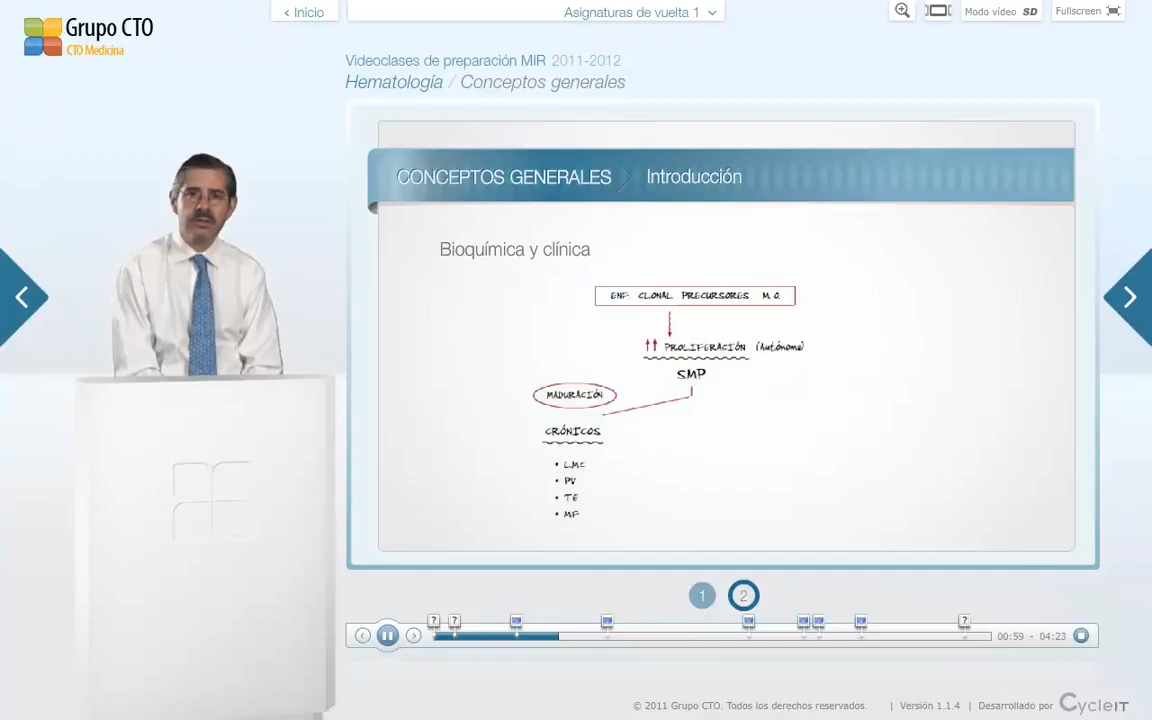 Grupo CTO
CTO Medicina
‹ Inicio
Asignaturas de vuelta 1
Modo vídeo SD
Fullscreen
Videoclases de preparación MIR 2011-2012
Hematología / Conceptos generales
CONCEPTOS GENERALES
Introducción
Bioquímica y clínica
ENF. CLONAL PRECURSORES M.O.
↑↑ PROLIFERACIÓN (Autónoma)
SMP
MADURACIÓN
CRÓNICOS
• LMC
• PV
• TE
• MF
1 2
? ? ?
00:59 - 04:23
© 2011 Grupo CTO. Todos los derechos reservados. | Versión 1.1.4 | Desarrollado por CycleIT